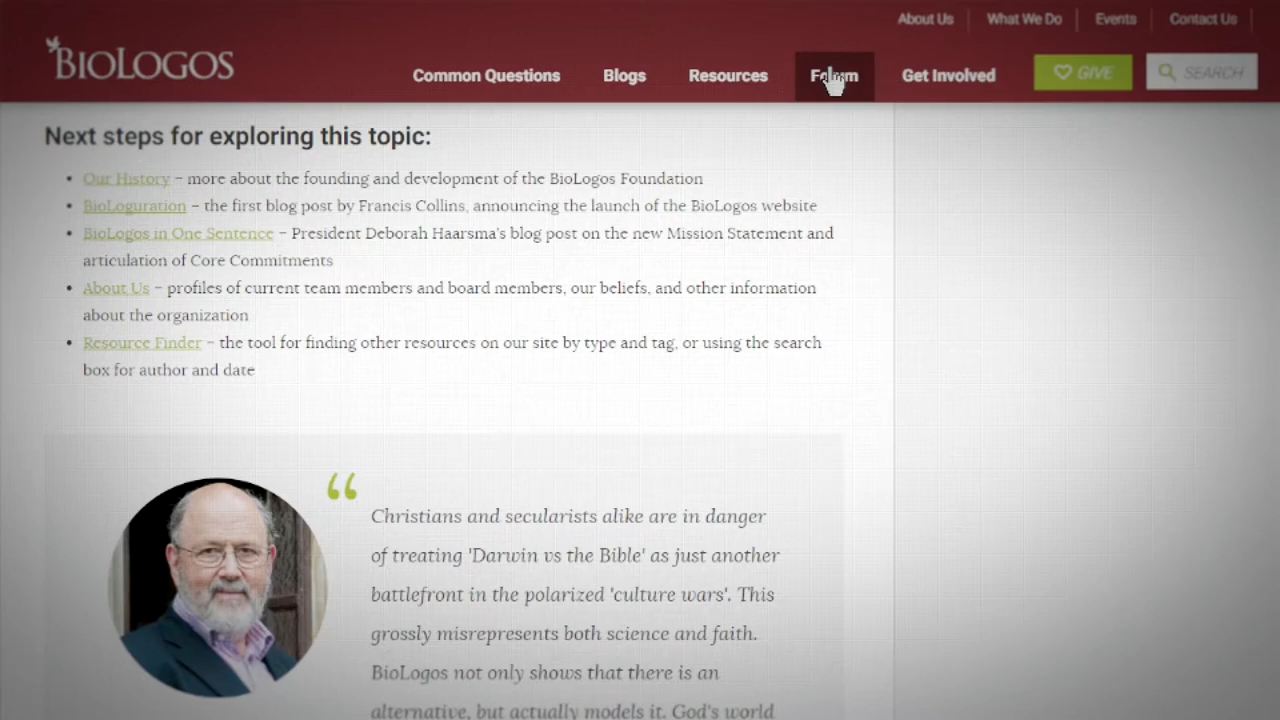 About Us
What We Do
Events
Contact Us
BIOLOGOS
Common Questions
Blogs
Resources
Forum
Get Involved
GIVE
SEARCH
Next steps for exploring this topic:
• Our History – more about the founding and development of the BioLogos Foundation
• BioLoguration – the first blog post by Francis Collins, announcing the launch of the BioLogos website
• BioLogos in One Sentence – President Deborah Haarsma's blog post on the new Mission Statement and
articulation of Core Commitments
• About Us – profiles of current team members and board members, our beliefs, and other information
about the organization
• Resource Finder – the tool for finding other resources on our site by type and tag, or using the search
box for author and date
“
Christians and secularists alike are in danger
of treating 'Darwin vs the Bible' as just another
battlefront in the polarized 'culture wars'. This
grossly misrepresents both science and faith.
BioLogos not only shows that there is an
alternative, but actually models it. God's world